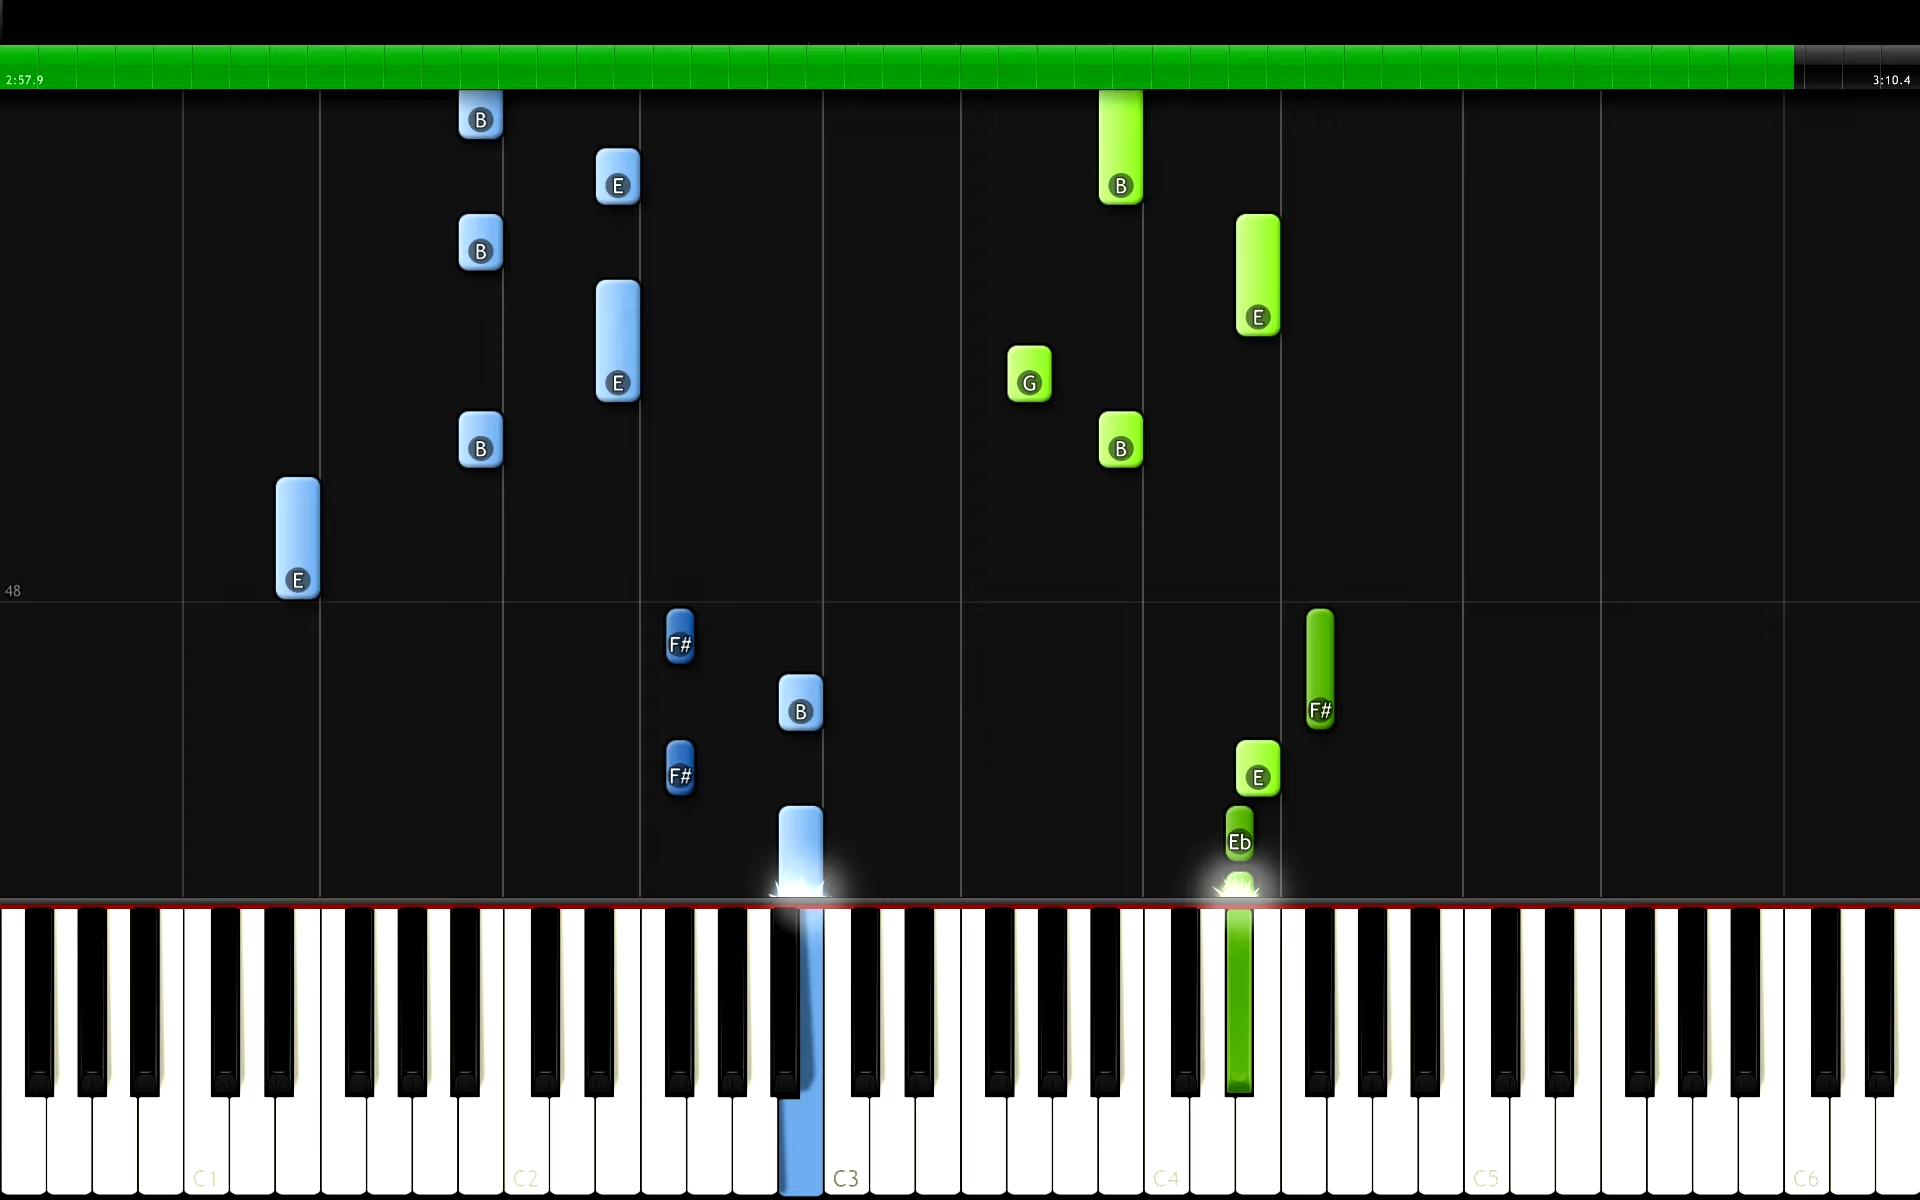 2:57.9 3:10.4
B
E B
B
E
G E
B B
E
48
F#
B F#
F# E
Eb
C1 C2 C3 C4 C5 C6